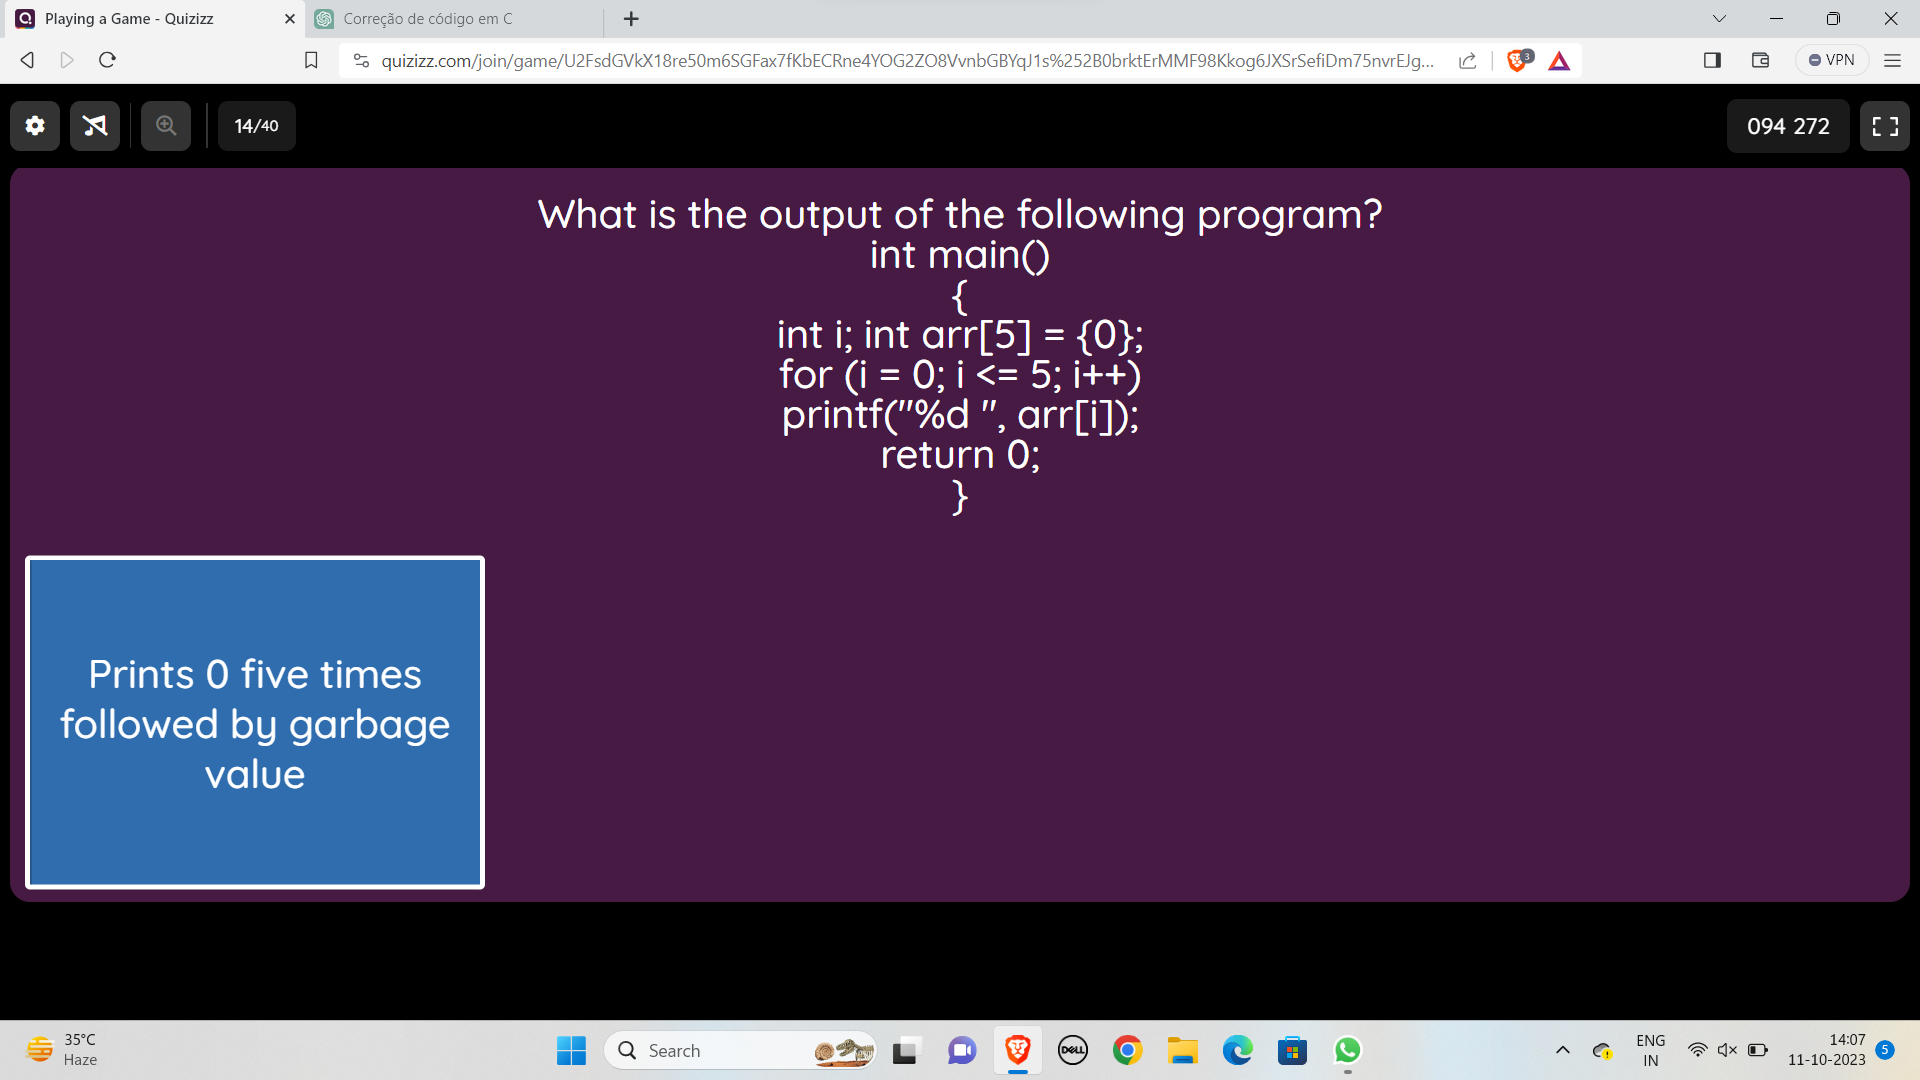 Playing a Game - Quizizz
Correção de código em C
quizizz.com/join/game/U2FsdGVkX18re50m6SGFax7fKbECRne4YOG2ZO8VvnbGBYqJ1s%252B0brktErMMF98Kkog6JXSrSefiDm75nvrEJg...
3
VPN
14/40
094 272
What is the output of the following program?
int main()
{
int i; int arr[5] = {0};
for (i = 0; i <= 5; i++)
printf("%d ", arr[i]);
return 0;
}
Prints 0 five times
followed by garbage
value
35°C
Haze
Search
DELL
ENG
IN
14:07
11-10-2023
5